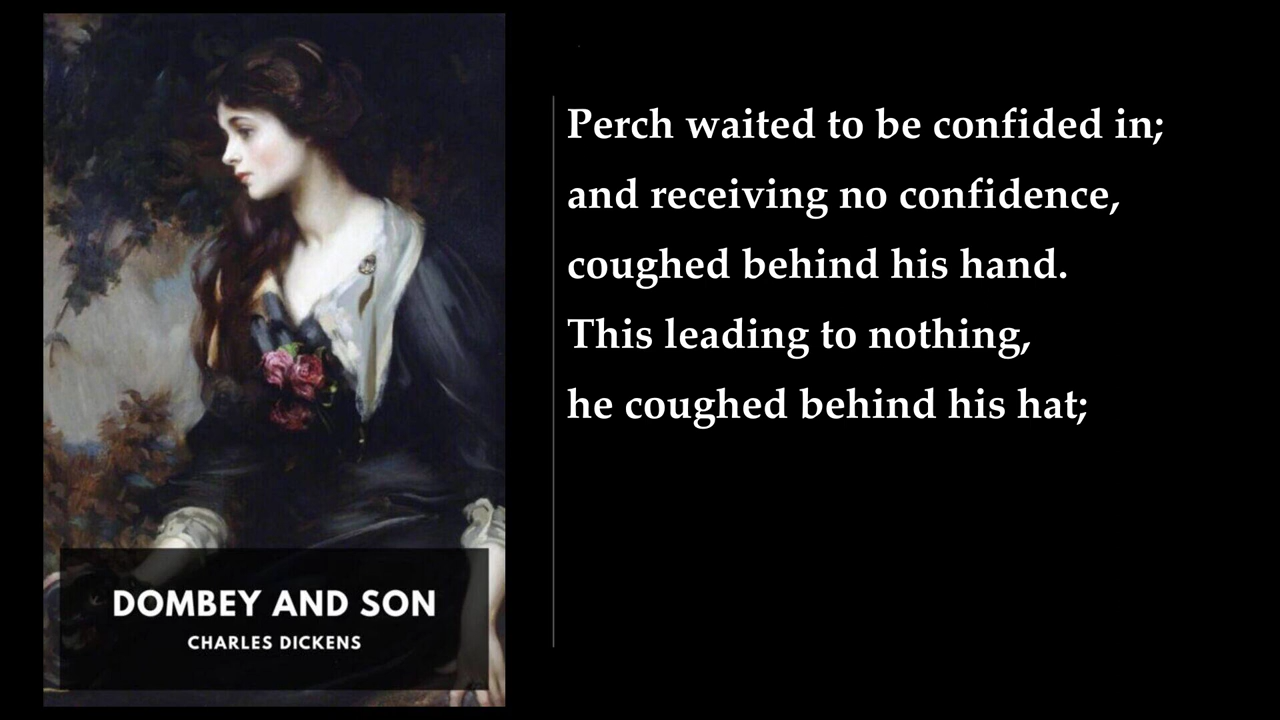 Perch waited to be confided in;
and receiving no confidence,
coughed behind his hand.
This leading to nothing,
he coughed behind his hat;
DOMBEY AND SON
CHARLES DICKENS